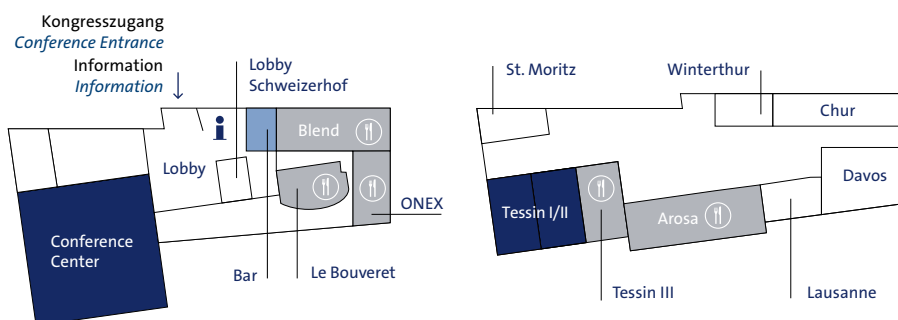 Kongresszugang
Conference Entrance
Information
Information
Lobby
Schweizerhof
Blend
Lobby
ONEX
Conference
Center
Bar
Le Bouveret
St. Moritz
Winterthur
Chur
Davos
Tessin I/II
Arosa
Tessin III
Lausanne